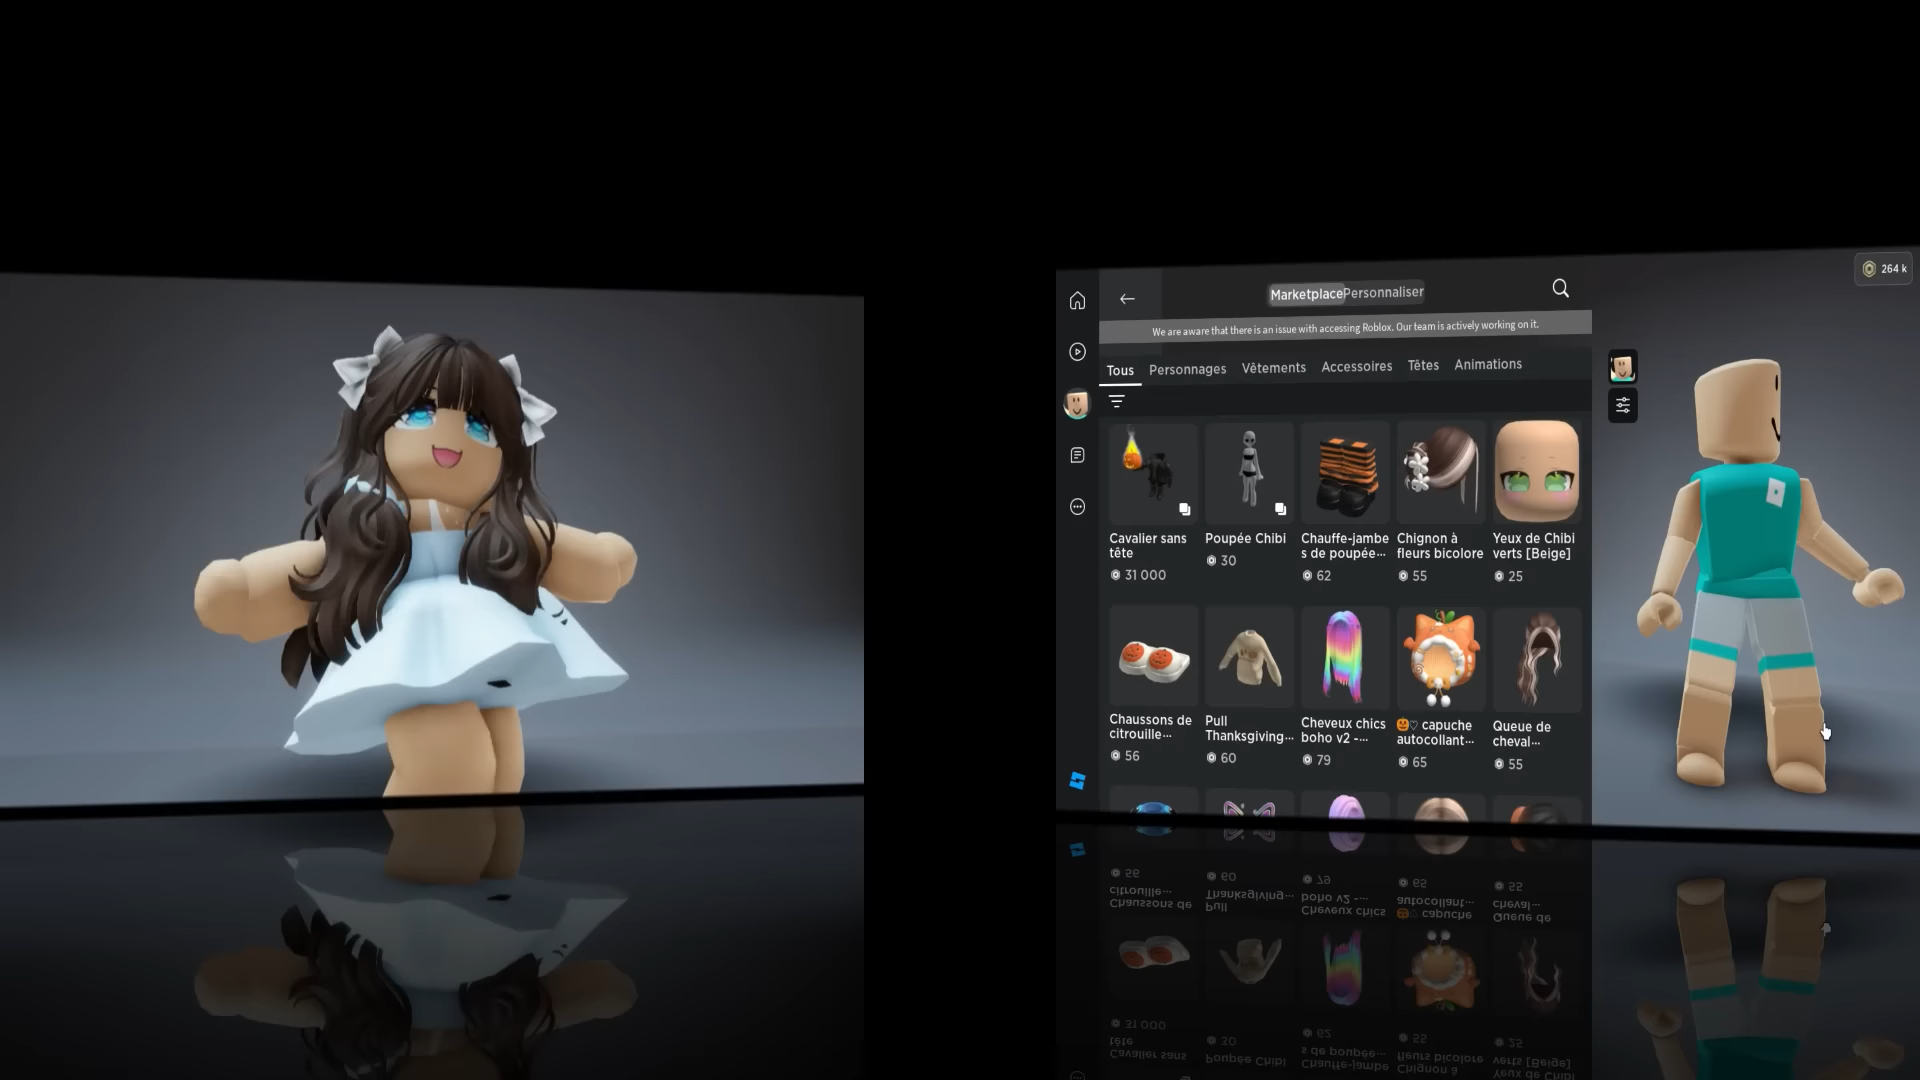 264 k
Marketplace Personnaliser
We are aware that there is an issue with accessing Roblox. Our team is actively working on it.
Tous Personnages Vêtements Accessoires Têtes Animations
Cavalier sans
tête
31 000
Poupée Chibi
30
Chauffe-jambe
s de poupée...
62
Chignon à
fleurs bicolore
55
Yeux de Chibi
verts [Beige]
25
Chaussons de
citrouille...
56
Pull
Thanksgiving...
60
Cheveux chics
boho v2 -...
79
🎃♡ capuche
autocollant...
65
Queue de
cheval...
55